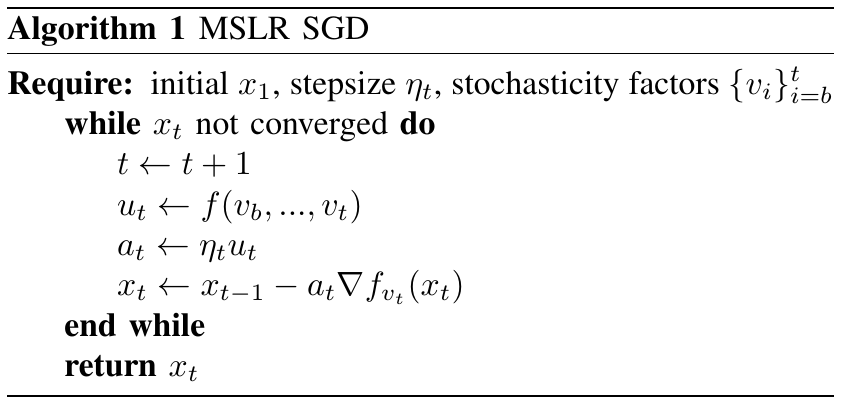 Algorithm 1 MSLR SGD
Require: initial $x_1$, stepsize $\eta_t$, stochasticity factors $\{v_i\}_{i=b}^{t}$
while $x_t$ not converged do
$t \leftarrow t + 1$
$u_t \leftarrow f(v_b, ..., v_t)$
$a_t \leftarrow \eta_t u_t$
$x_t \leftarrow x_{t-1} - a_t \nabla f_{v_t}(x_t)$
end while
return $x_t$